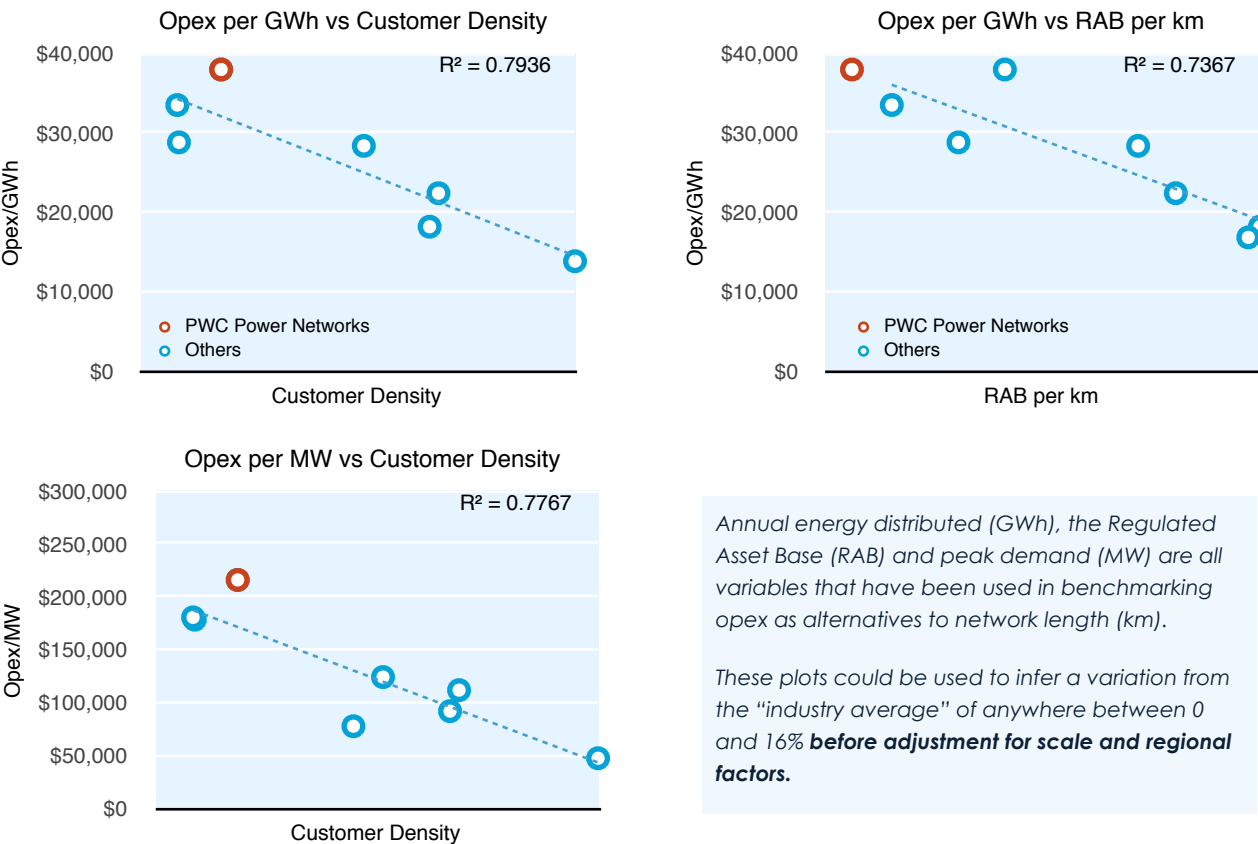 Opex per GWh vs Customer Density
R² = 0.7936
$40,000
$30,000
$20,000
$10,000
$0
Opex/GWh
PWC Power Networks
Others
Customer Density
Opex per GWh vs RAB per km
R² = 0.7367
$40,000
$30,000
$20,000
$10,000
$0
Opex/GWh
PWC Power Networks
Others
RAB per km
Opex per MW vs Customer Density
R² = 0.7767
$300,000
$250,000
$200,000
$150,000
$100,000
$50,000
$0
Opex/MW
Customer Density
Annual energy distributed (GWh), the Regulated
Asset Base (RAB) and peak demand (MW) are all
variables that have been used in benchmarking
opex as alternatives to network length (km).
These plots could be used to infer a variation from
the “industry average” of anywhere between 0
and 16% before adjustment for scale and regional
factors.